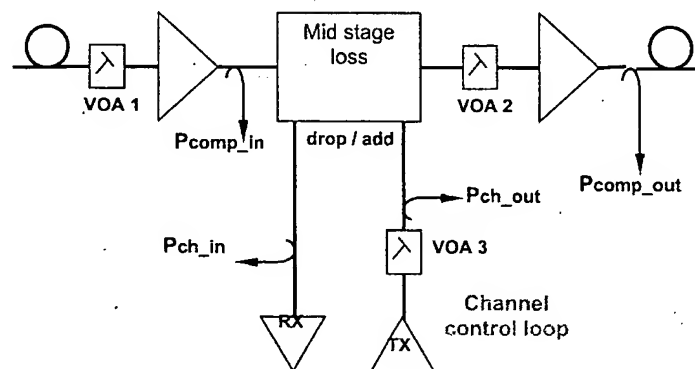 Mid stage
loss
VOA 1
VOA 2
Pcomp_in
drop / add
Pcomp_out
Pch_out
Pch_in
VOA 3
Channel
control loop
RX
TX